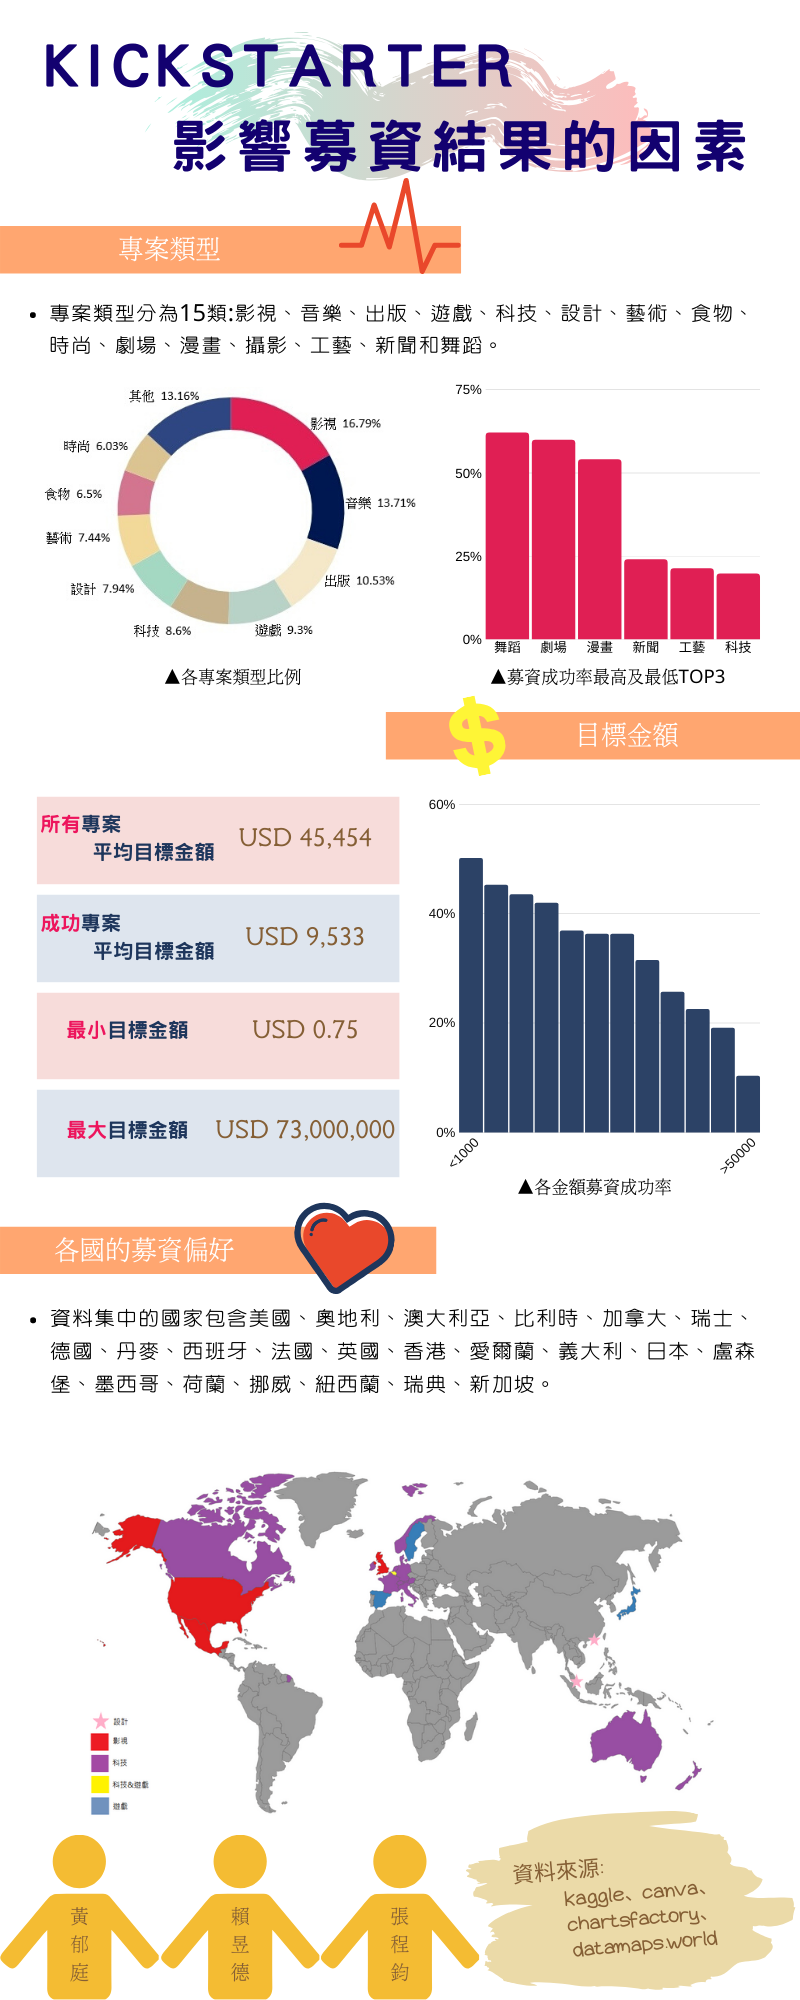 KICKSTARTER
影響募資結果的因素
專案類型
專案類型分為15類:影視、音樂、出版、遊戲、科技、設計、藝術、食物、
時尚、劇場、漫畫、攝影、工藝、新聞和舞蹈。
其他 13.16%
影視 16.79%
時尚 6.03%
食物 6.5%
音樂 13.71%
藝術 7.44%
設計 7.94%
出版 10.53%
科技 8.6%
遊戲 9.3%
▲各專案類型比例
75%
50%
25%
0%
舞蹈 劇場 漫畫 新聞 工藝 科技
▲募資成功率最高及最低TOP3
$
目標金額
所有專案
平均目標金額
USD 45,454
成功專案
平均目標金額
USD 9,533
最小目標金額
USD 0.75
最大目標金額
USD 73,000,000
60%
40%
20%
0%
<1000
>50000
▲各金額募資成功率
各國的募資偏好
資料集中的國家包含美國、奧地利、澳大利亞、比利時、加拿大、瑞士、
德國、丹麥、西班牙、法國、英國、香港、愛爾蘭、義大利、日本、盧森
堡、墨西哥、荷蘭、挪威、紐西蘭、瑞典、新加坡。
設計
影視
科技
科技&遊戲
遊戲
黃郁庭
賴昱德
張程鈞
資料來源:
kaggle、canva、
chartsfactory、
datamaps.world